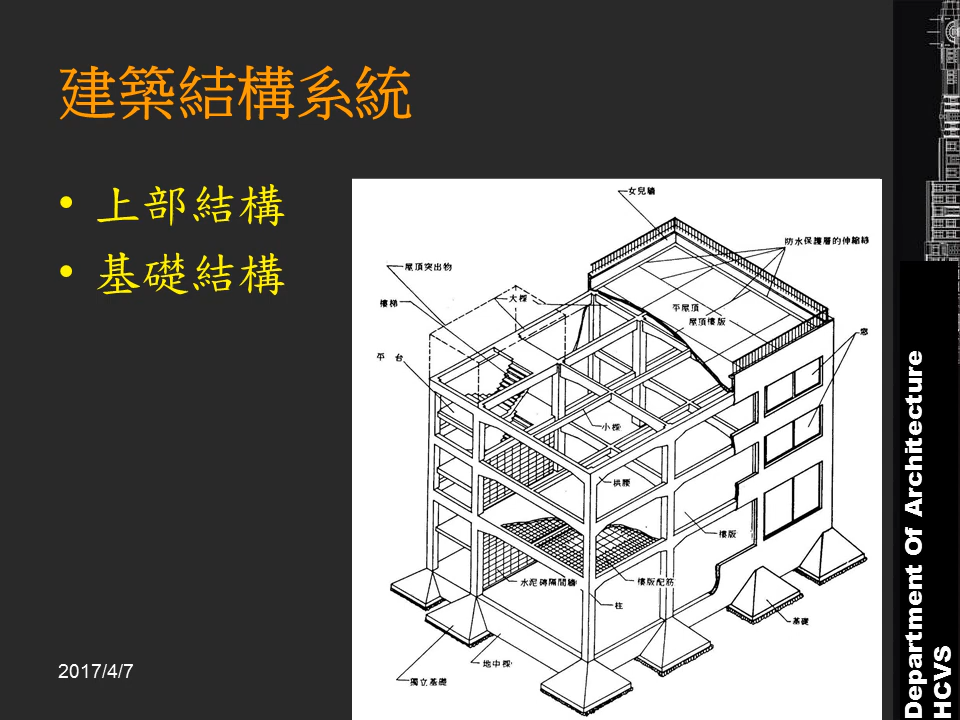 建築結構系統
• 上部結構
• 基礎結構
女兒牆
防水保護層的伸縮縫
屋頂突出物
大樑
樓梯
平屋頂
屋頂樓版
窗
平 台
小樑
拱腰
樓版
水泥磚隔間牆
樓版配筋
柱
基礎
地中樑
獨立基礎
2017/4/7
Department Of Architecture
HCVS